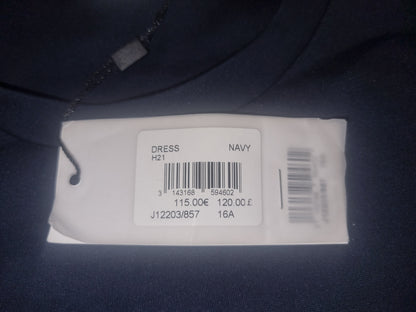 DRESS NAVY
H21
3 143168 594602
115.00€ 120.00£
J12203/857 16A